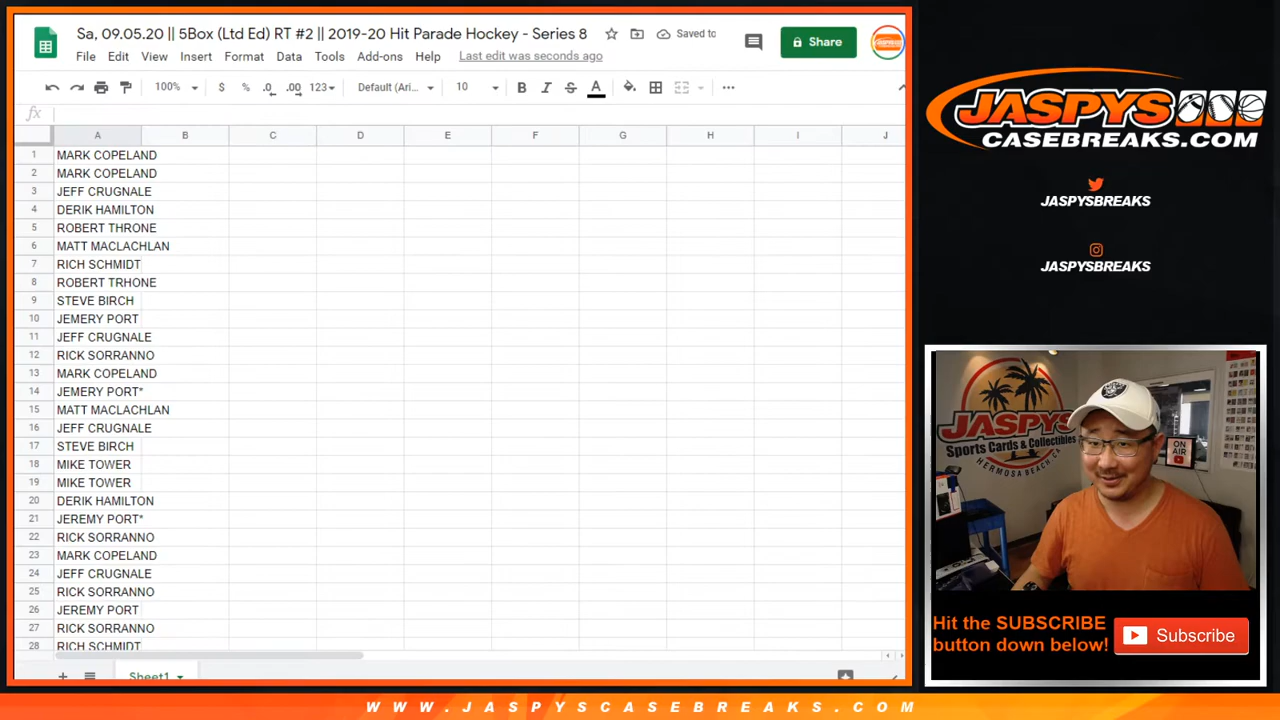 Sa, 09.05.20 || 5Box (Ltd Ed) RT #2 || 2019-20 Hit Parade Hockey - Series 8
Saved to
Share
File Edit View Insert Format Data Tools Add-ons Help Last edit was seconds ago
100% $ % .0 .00 123 Default (Ari... 10 B I S A
fx
A B C D E F G H I J
1 MARK COPELAND
2 MARK COPELAND
3 JEFF CRUGNALE
4 DERIK HAMILTON
5 ROBERT THRONE
6 MATT MACLACHLAN
7 RICH SCHMIDT
8 ROBERT TRHONE
9 STEVE BIRCH
10 JEMERY PORT
11 JEFF CRUGNALE
12 RICK SORRANNO
13 MARK COPELAND
14 JEMERY PORT*
15 MATT MACLACHLAN
16 JEFF CRUGNALE
17 STEVE BIRCH
18 MIKE TOWER
19 MIKE TOWER
20 DERIK HAMILTON
21 JEREMY PORT*
22 RICK SORRANNO
23 MARK COPELAND
24 JEFF CRUGNALE
25 RICK SORRANNO
26 JEREMY PORT
27 RICK SORRANNO
28 RICH SCHMIDT
Sheet1
JASPYS
CASEBREAKS.COM
JASPYSBREAKS
JASPYSBREAKS
JASPYS
Sports Cards & Collectibles
HERMOSA BEACH, CA
ON
AIR
Hit the SUBSCRIBE
button down below!
Subscribe
WWW.JASPYSCASEBREAKS.COM